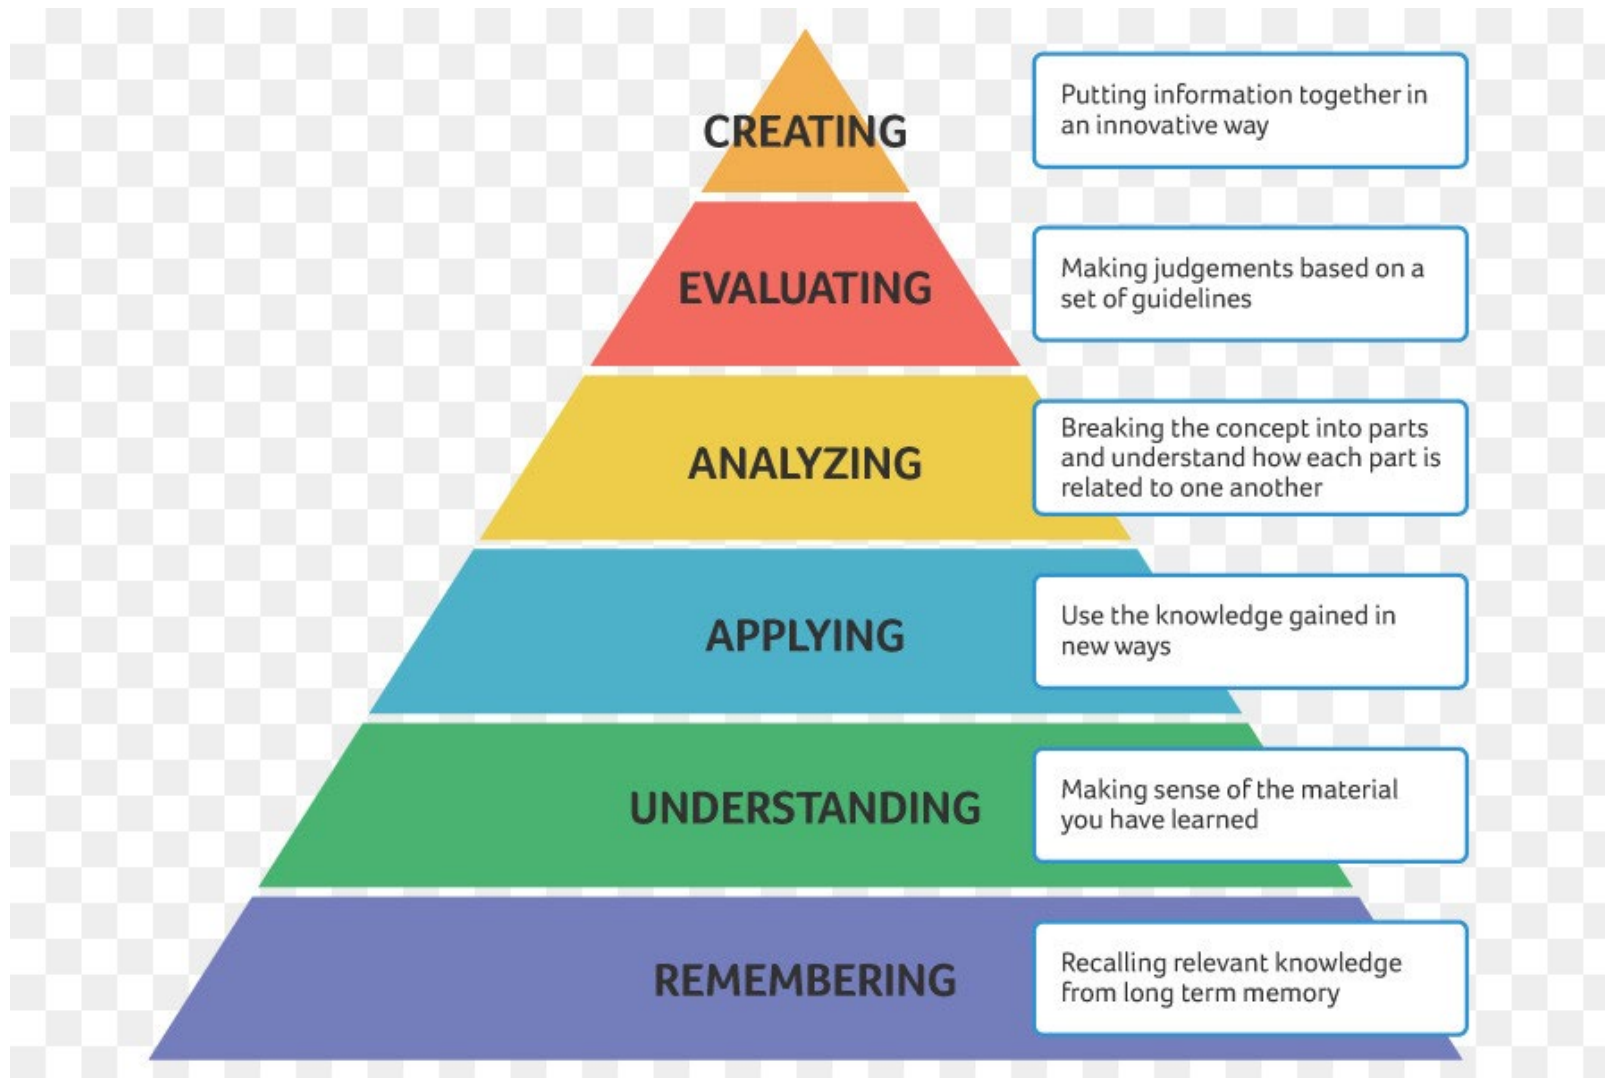 CREATING
Putting information together in
an innovative way
EVALUATING
Making judgements based on a
set of guidelines
ANALYZING
Breaking the concept into parts
and understand how each part is
related to one another
APPLYING
Use the knowledge gained in
new ways
UNDERSTANDING
Making sense of the material
you have learned
REMEMBERING
Recalling relevant knowledge
from long term memory